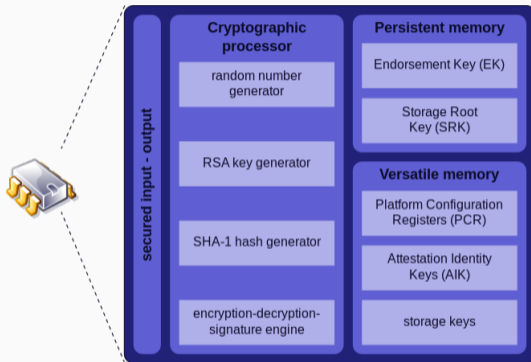 secured input - output
Cryptographic
processor
random number
generator
RSA key generator
SHA-1 hash generator
encryption-decryption-
signature engine
Persistent memory
Endorsement Key (EK)
Storage Root
Key (SRK)
Versatile memory
Platform Configuration
Registers (PCR)
Attestation Identity
Keys (AIK)
storage keys